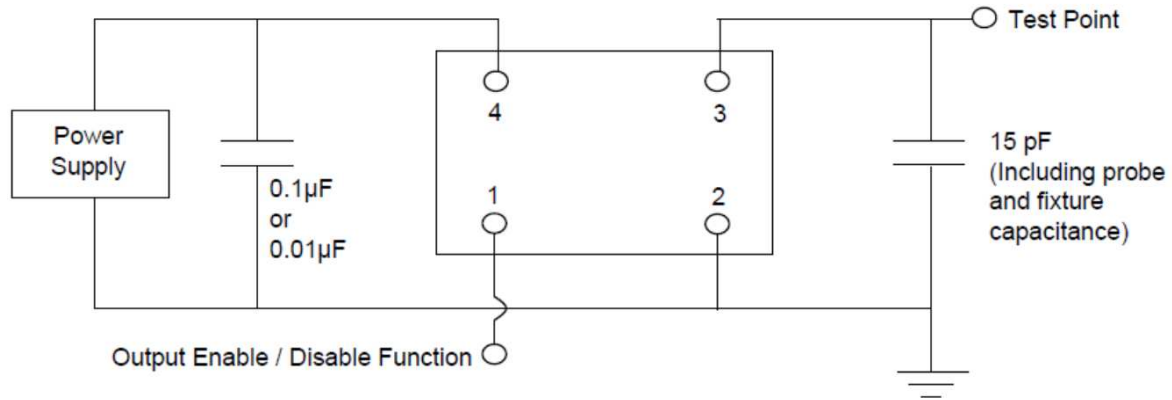 Test Point
4
3
Power
Supply
15 pF
(Including probe
and fixture
capacitance)
0.1µF
or
0.01µF
1
2
Output Enable / Disable Function